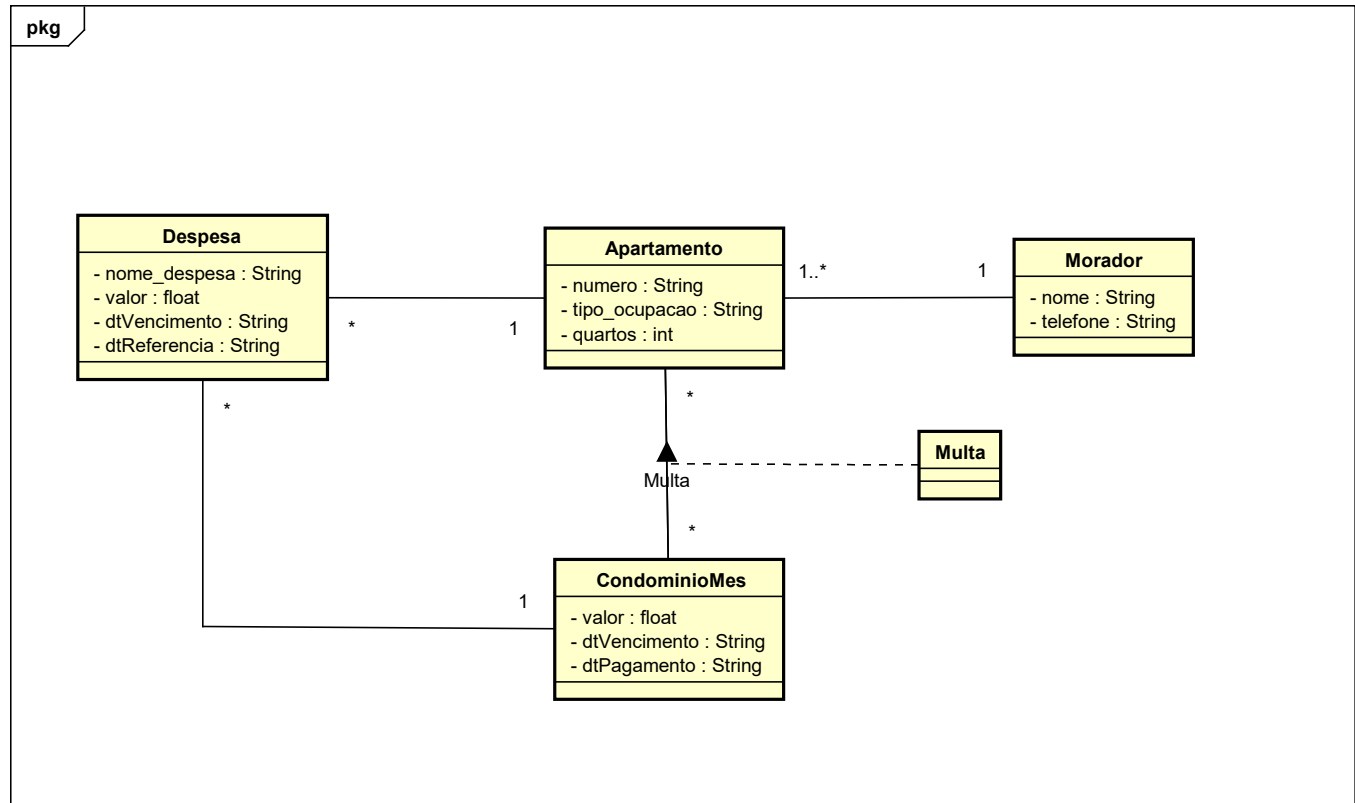 pkg
Despesa
- nome_despesa : String
- valor : float
- dtVencimento : String
- dtReferencia : String
Apartamento
- numero : String
- tipo_ocupacao : String
- quartos : int
Morador
- nome : String
- telefone : String
1..*
1
*
1
*
*
Multa
Multa
*
CondominioMes
- valor : float
- dtVencimento : String
- dtPagamento : String
1